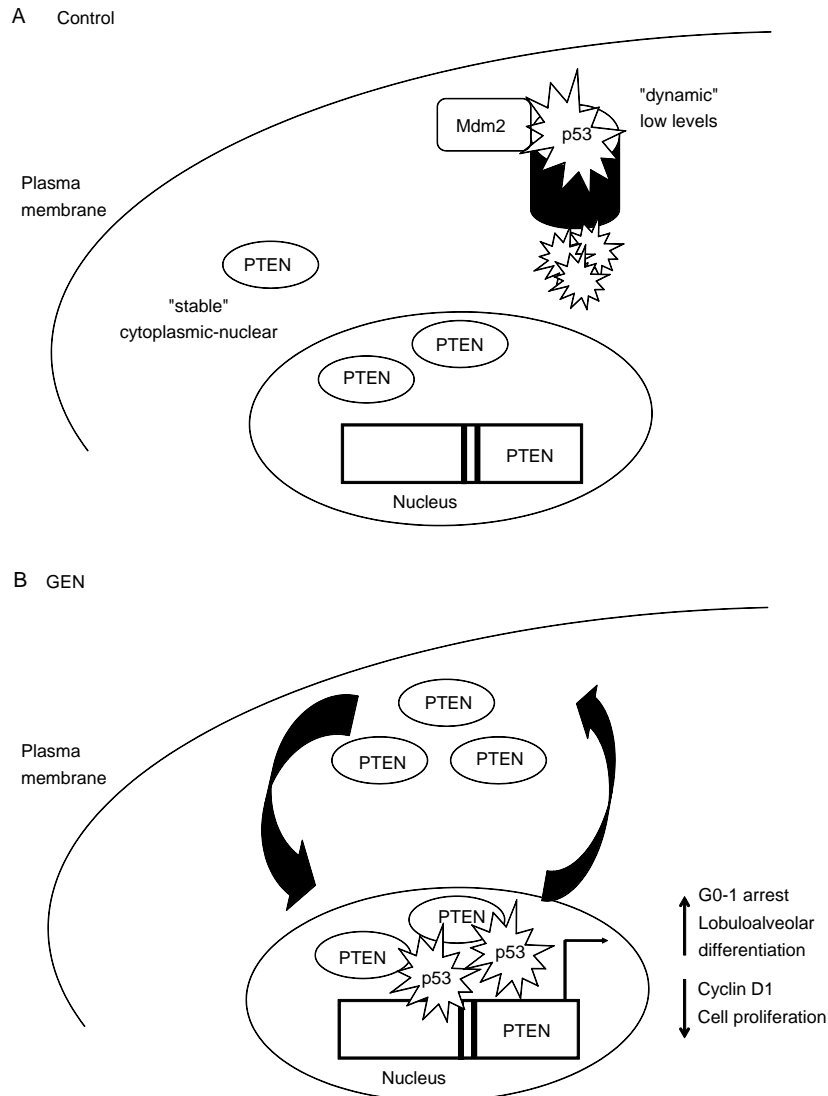 A Control
"dynamic"
low levels
Mdm2
p53
Plasma
membrane
PTEN
"stable"
cytoplasmic-nuclear
PTEN
PTEN
PTEN
Nucleus
B GEN
PTEN
Plasma
membrane
PTEN
PTEN
G0-1 arrest
Lobuloalveolar
differentiation
PTEN
PTEN
p53
p53
Cyclin D1
Cell proliferation
PTEN
Nucleus